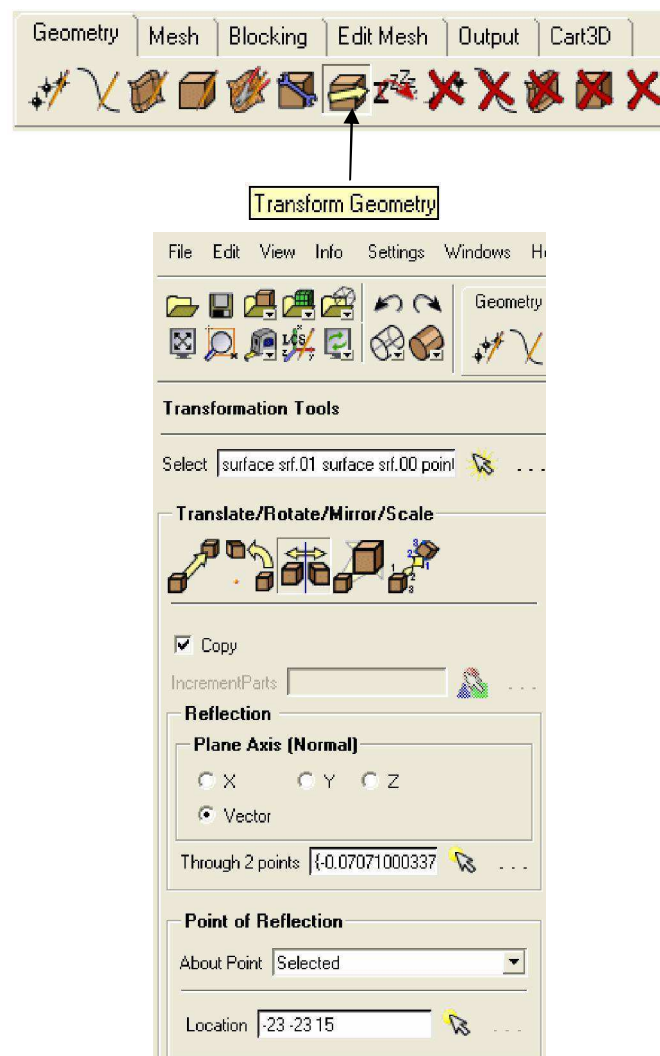 Geometry Mesh Blocking Edit Mesh Output Cart3D
Transform Geometry
File Edit View Info Settings Windows
Geometry
LCS
Transformation Tools
Select surface srf.01 surface srf.00 point
Translate/Rotate/Mirror/Scale
Copy
IncrementParts
Reflection
Plane Axis (Normal)
X Y Z
Vector
Through 2 points {-0.07071000337
Point of Reflection
About Point Selected
Location -23 -23 15